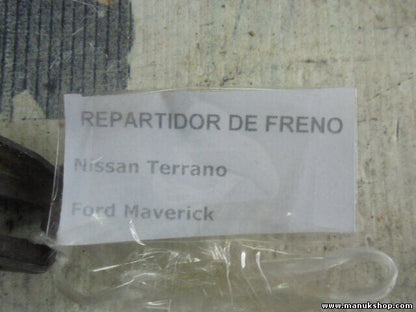 REPARTIDOR DE FRENO
Nissan Terrano
Ford Maverick
www.manukshop.com